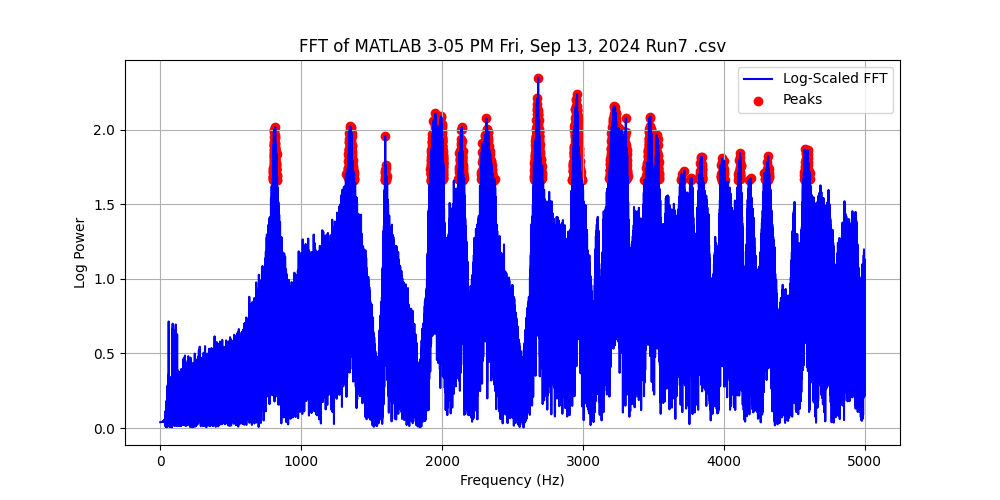 FFT of MATLAB 3-05 PM Fri, Sep 13, 2024 Run7 .csv
Log-Scaled FFT
Peaks
2.0
1.5
1.0
0.5
0.0
Log Power
0 1000 2000 3000 4000 5000
Frequency (Hz)